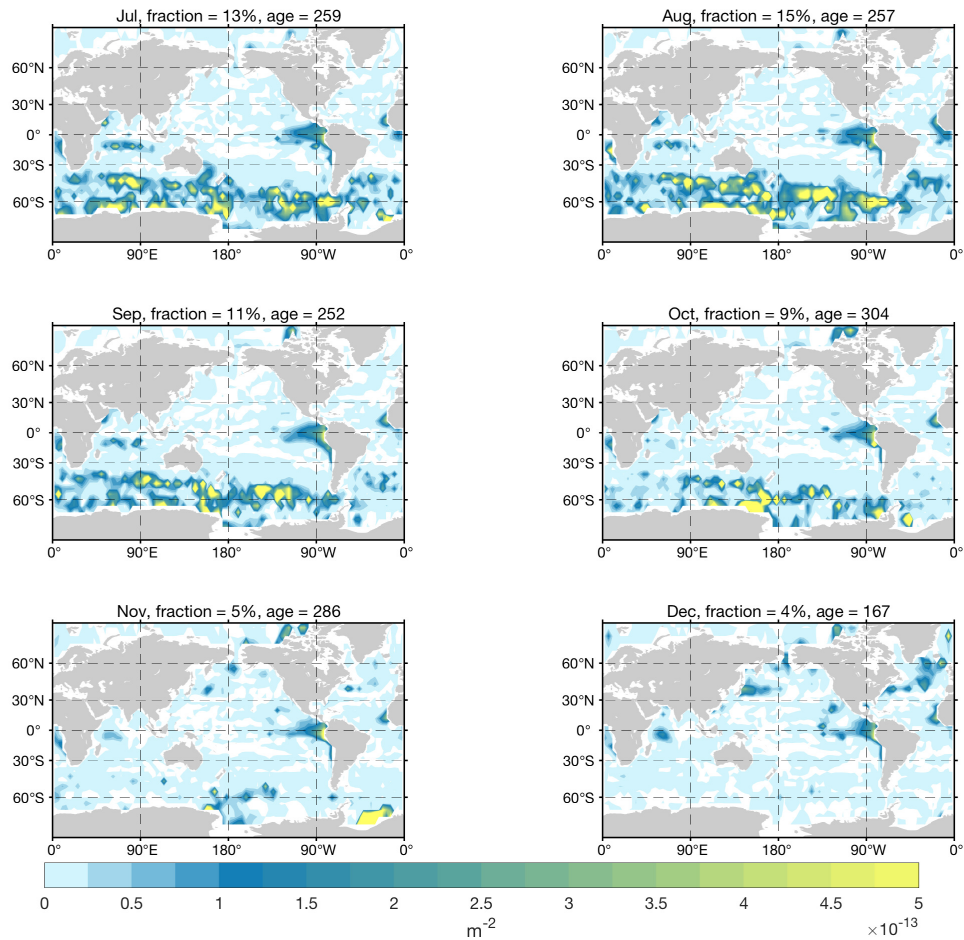 Jul, fraction = 13%, age = 259
60°N
30°N
0°
30°S
60°S
0° 90°E 180° 90°W 0°
Aug, fraction = 15%, age = 257
60°N
30°N
0°
30°S
60°S
0° 90°E 180° 90°W 0°
Sep, fraction = 11%, age = 252
60°N
30°N
0°
30°S
60°S
0° 90°E 180° 90°W 0°
Oct, fraction = 9%, age = 304
60°N
30°N
0°
30°S
60°S
0° 90°E 180° 90°W 0°
Nov, fraction = 5%, age = 286
60°N
30°N
0°
30°S
60°S
0° 90°E 180° 90°W 0°
Dec, fraction = 4%, age = 167
60°N
30°N
0°
30°S
60°S
0° 90°E 180° 90°W 0°
0 0.5 1 1.5 2 2.5 3 3.5 4 4.5 5
m⁻²
×10⁻¹³